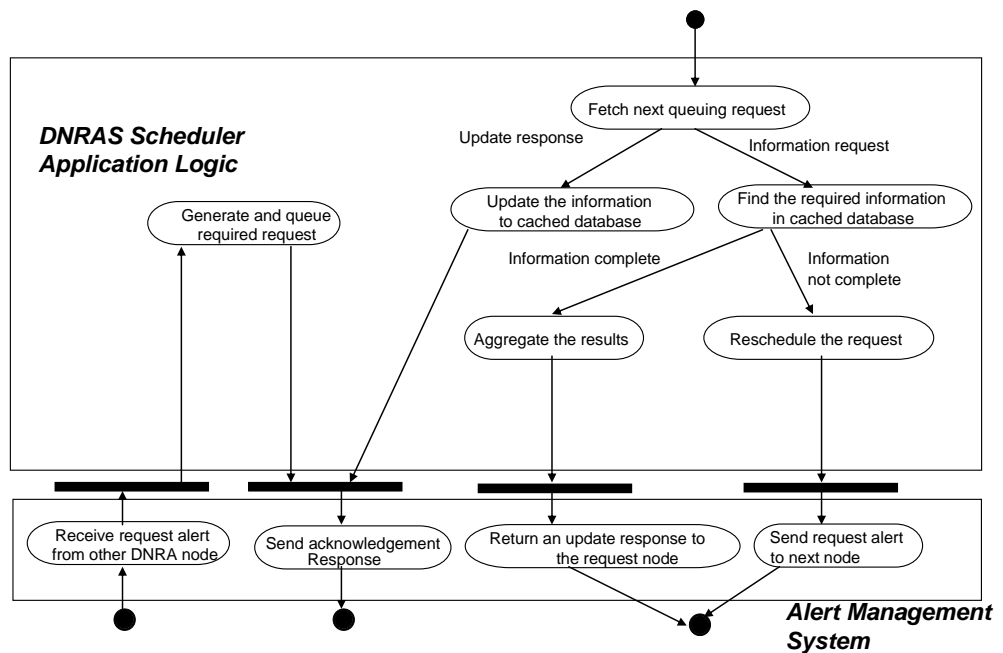 Fetch next queuing request
DNRAS Scheduler
Application Logic
Update response
Information request
Generate and queue
required request
Update the information
to cached database
Find the required information
in cached database
Information complete
Information
not complete
Aggregate the results
Reschedule the request
Receive request alert
from other DNRA node
Send acknowledgement
Response
Return an update response to
the request node
Send request alert
to next node
Alert Management
System